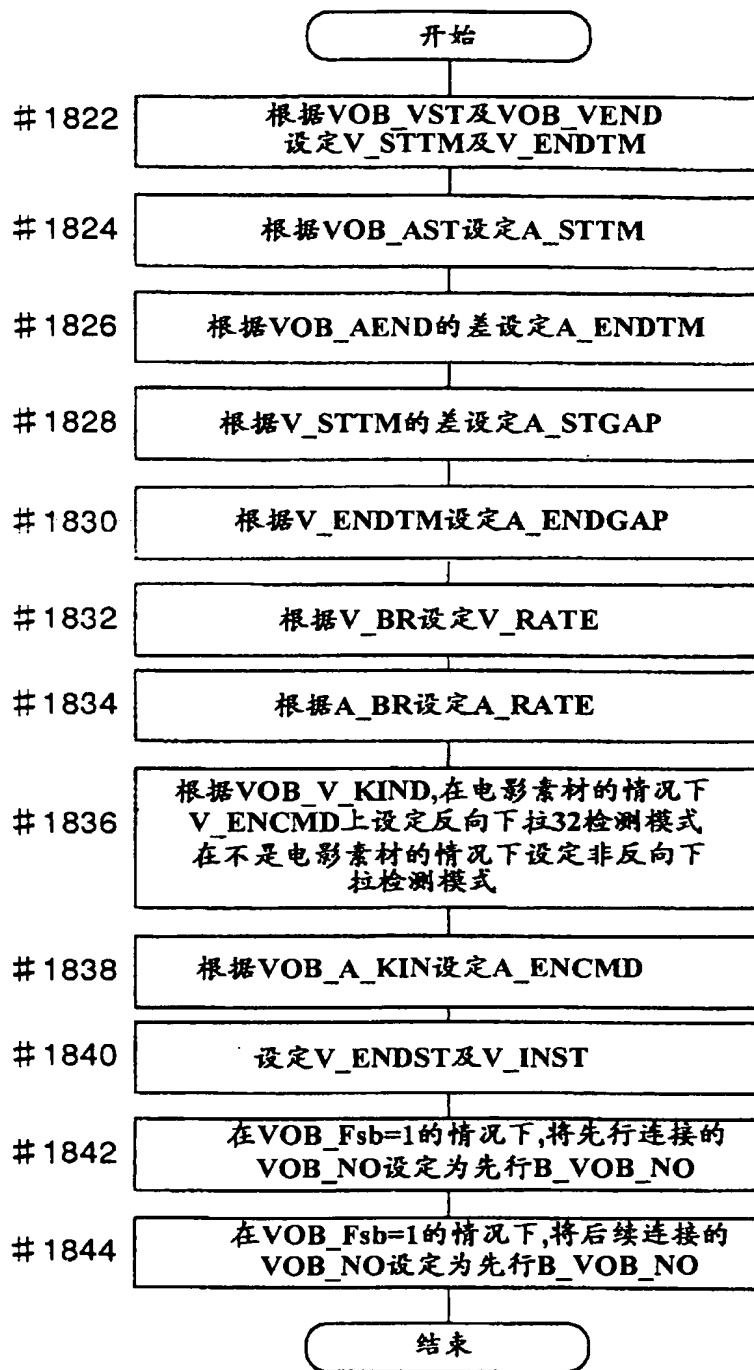 开始
#1822
根据VOB_VST及VOB_VEND
设定V_STTM及V_ENDTM
#1824
根据VOB_AST设定A_STTM
#1826
根据VOB_AEND的差设定A_ENDTM
#1828
根据V_STTM的差设定A_STGAP
#1830
根据V_ENDTM设定A_ENDGAP
#1832
根据V_BR设定V_RATE
#1834
根据A_BR设定A_RATE
#1836
根据VOB_V_KIND,在电影素材的情况下
V_ENCMD上设定反向下拉32检测模式
在不是电影素材的情况下设定非反向下
拉检测模式
#1838
根据VOB_A_KIN设定A_ENCMD
#1840
设定V_ENDST及V_INST
#1842
在VOB_Fsb=1的情况下,将先行连接的
VOB_NO设定为先行B_VOB_NO
#1844
在VOB_Fsb=1的情况下,将后续连接的
VOB_NO设定为先行B_VOB_NO
结束